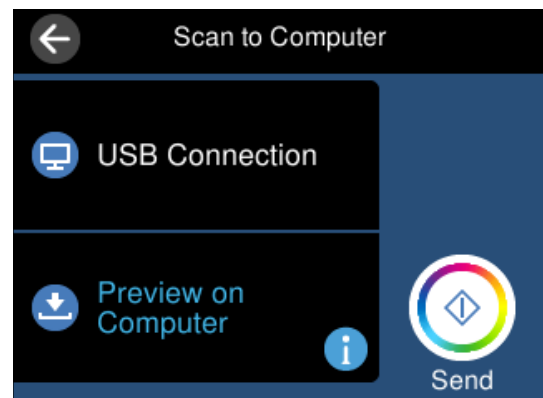 Scan to Computer
USB Connection
Preview on
Computer
i
Send